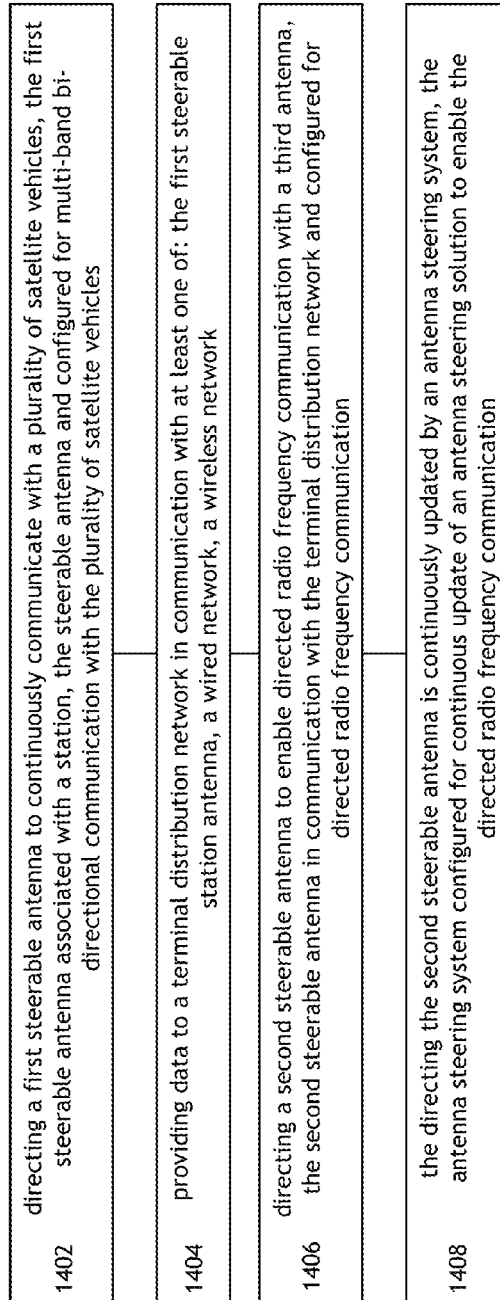 1402
directing a first steerable antenna to continuously communicate with a plurality of satellite vehicles, the first
steerable antenna associated with a station, the steerable antenna and configured for multi-band bi-
directional communication with the plurality of satellite vehicles
1404
providing data to a terminal distribution network in communication with at least one of: the first steerable
station antenna, a wired network, a wireless network
1406
directing a second steerable antenna to enable directed radio frequency communication with a third antenna,
the second steerable antenna in communication with the terminal distribution network and configured for
directed radio frequency communication
1408
the directing the second steerable antenna is continuously updated by an antenna steering system, the
antenna steering system configured for continuous update of an antenna steering solution to enable the
directed radio frequency communication